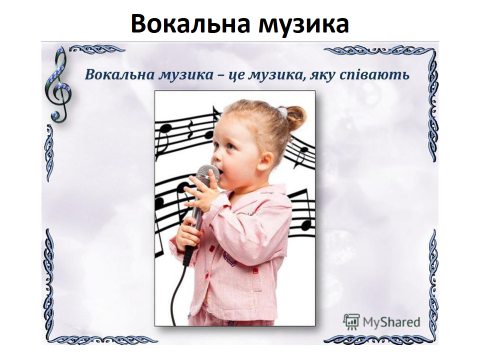 Вокальна музика
Вокальна музика – це музика, яку співають
MyShared